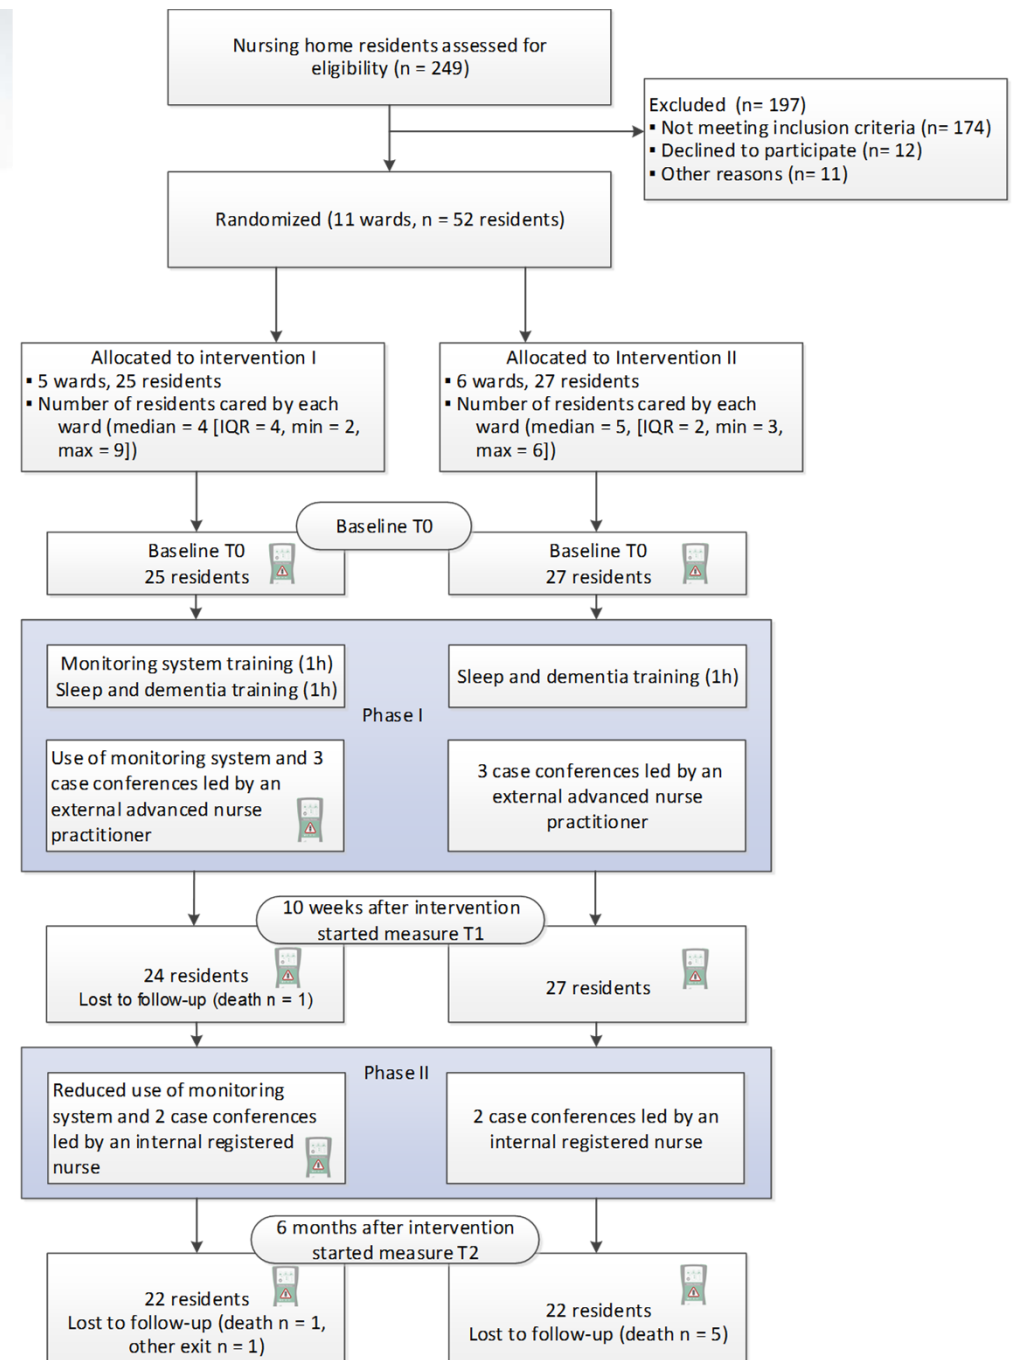 Nursing home residents assessed for
eligibility (n = 249)
Excluded (n= 197)
▪ Not meeting inclusion criteria (n= 174)
▪ Declined to participate (n= 12)
▪ Other reasons (n= 11)
Randomized (11 wards, n = 52 residents)
Allocated to intervention I
▪ 5 wards, 25 residents
▪ Number of residents cared by each
ward (median = 4 [IQR = 4, min = 2,
max = 9])
Allocated to Intervention II
▪ 6 wards, 27 residents
▪ Number of residents cared by each
ward (median = 5, [IQR = 2, min = 3,
max = 6])
Baseline T0
Baseline T0
25 residents
Baseline T0
27 residents
Monitoring system training (1h)
Sleep and dementia training (1h)
Sleep and dementia training (1h)
Phase I
Use of monitoring system and 3
case conferences led by an
external advanced nurse
practitioner
3 case conferences led by an
external advanced nurse
practitioner
10 weeks after intervention
started measure T1
24 residents
Lost to follow-up (death n = 1)
27 residents
Phase II
Reduced use of monitoring
system and 2 case conferences
led by an internal registered
nurse
2 case conferences led by an
internal registered nurse
6 months after intervention
started measure T2
22 residents
Lost to follow-up (death n = 1,
other exit n = 1)
22 residents
Lost to follow-up (death n = 5)